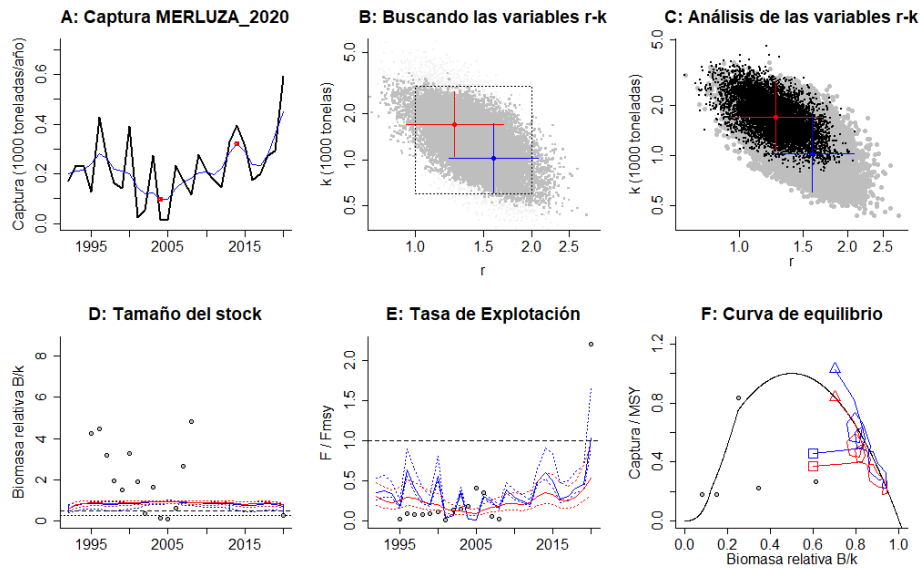 A: Captura MERLUZA_2020
Captura (1000 toneladas/año)
0.0 0.2 0.4 0.6
1995 2005 2015
B: Buscando las variables r-k
k (1000 tonelas)
0.5 1.0 2.0 5.0
1.0 1.5 2.0 2.5
r
C: Análisis de las variables r-k
k (1000 toneladas)
0.5 1.0 2.0 5.0
1.0 1.5 2.0 2.5
r
D: Tamaño del stock
Biomasa relativa B/k
0 2 4 6 8
1995 2005 2015
E: Tasa de Explotación
F / Fmsy
0.0 0.5 1.0 1.5 2.0
1995 2005 2015
F: Curva de equilibrio
Captura / MSY
0.0 0.4 0.8 1.2
0.0 0.2 0.4 0.6 0.8 1.0
Biomasa relativa B/k